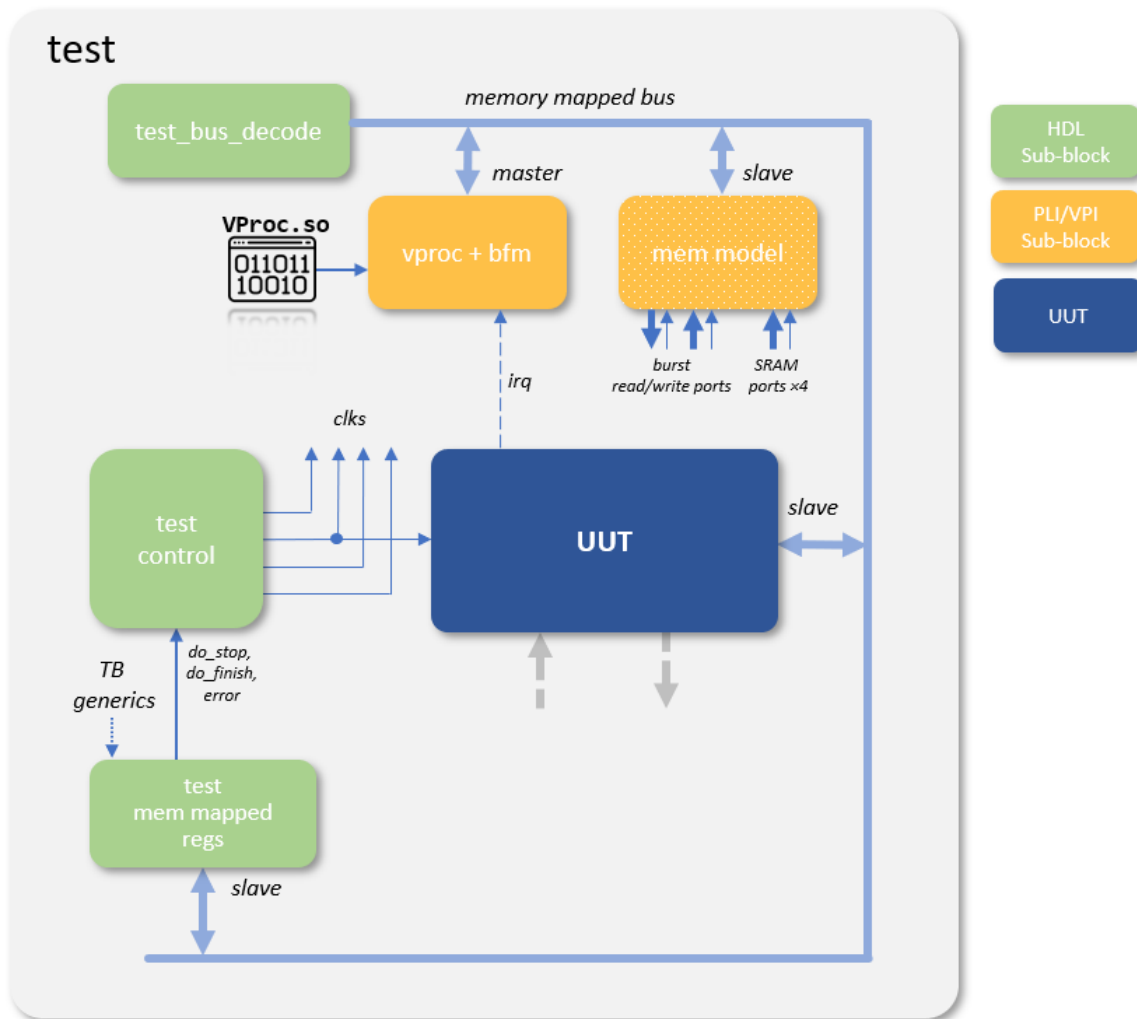 test
test_bus_decode
memory mapped bus
master
slave
VProc.so
011011
10010
vproc + bfm
mem model
burst
read/write ports
SRAM
ports ×4
irq
clks
test
control
UUT
slave
do_stop,
do_finish,
error
TB
generics
test
mem mapped
regs
slave
HDL
Sub-block
PLI/VPI
Sub-block
UUT